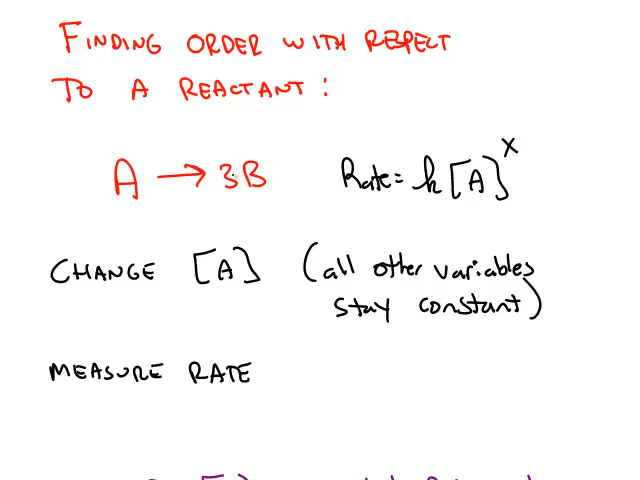 FINDING ORDER WITH RESPECT
TO A REACTANT:
A → 3B Rate = k[A]^x
CHANGE [A] (all other variables
stay constant)
MEASURE RATE